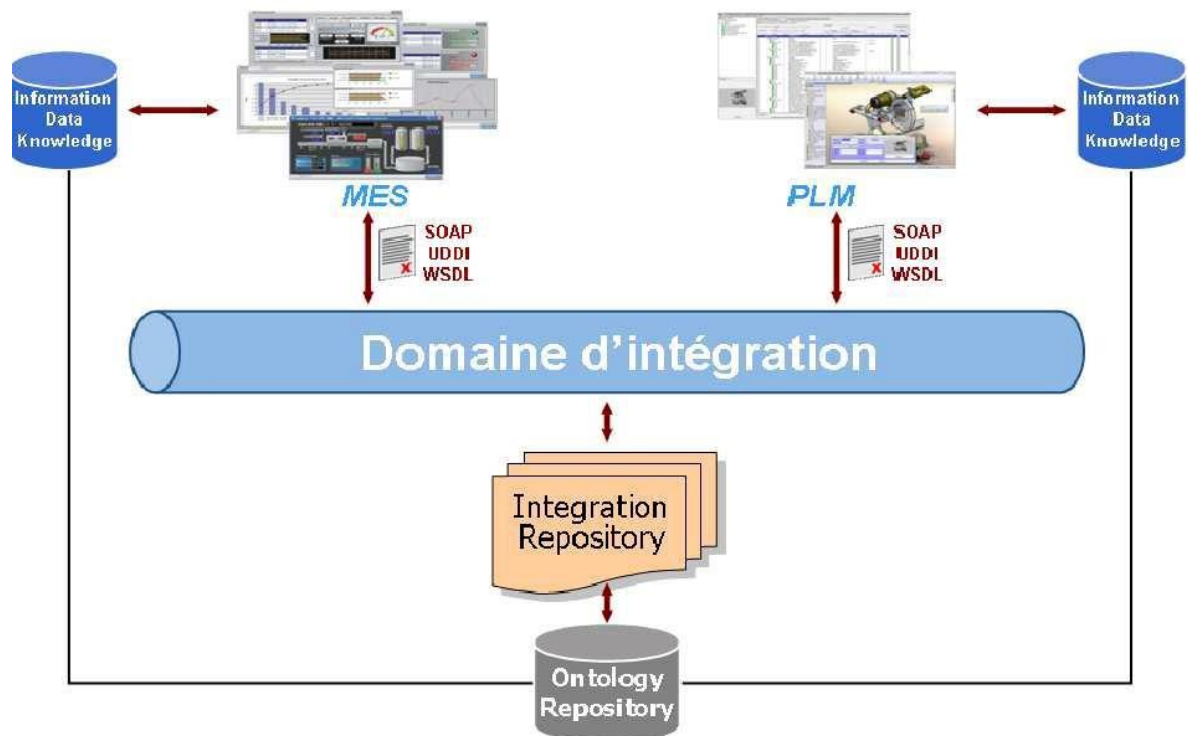 Information
Data
Knowledge
Information
Data
Knowledge
MES
PLM
SOAP
UDDI
WSDL
SOAP
UDDI
WSDL
Domaine d'intégration
Integration
Repository
Ontology
Repository